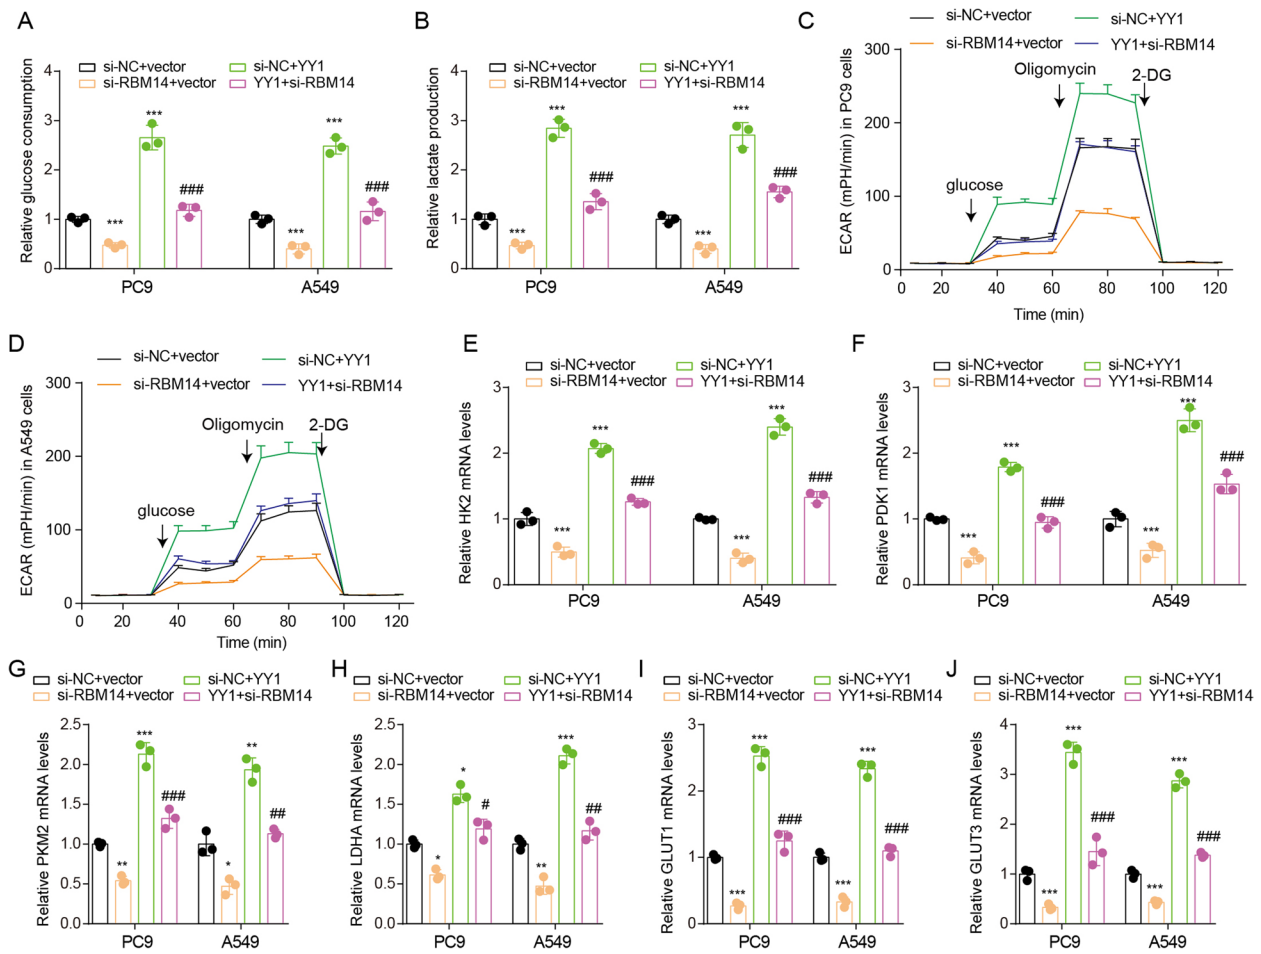 A
si-NC+vector
si-NC+YY1
si-RBM14+vector
YY1+si-RBM14
Relative glucose consumption
4
3
2
1
0
***
***
###
***
***
###
PC9
A549
B
si-NC+vector
si-NC+YY1
si-RBM14+vector
YY1+si-RBM14
Relative lactate production
4
3
2
1
0
***
***
###
***
***
###
PC9
A549
C
si-NC+vector
si-NC+YY1
si-RBM14+vector
YY1+si-RBM14
ECAR (mPH/min) in PC9 cells
300
200
100
0
glucose
Oligomycin
2-DG
0 20 40 60 80 100 120
Time (min)
D
si-NC+vector
si-NC+YY1
si-RBM14+vector
YY1+si-RBM14
ECAR (mPH/min) in A549 cells
300
200
100
0
glucose
Oligomycin
2-DG
0 20 40 60 80 100 120
Time (min)
E
si-NC+vector
si-NC+YY1
si-RBM14+vector
YY1+si-RBM14
Relative HK2 mRNA levels
3
2
1
0
***
***
###
***
***
###
PC9
A549
F
si-NC+vector
si-NC+YY1
si-RBM14+vector
YY1+si-RBM14
Relative PDK1 mRNA levels
3
2
1
0
***
***
###
***
***
###
PC9
A549
G
si-NC+vector
si-NC+YY1
si-RBM14+vector
YY1+si-RBM14
Relative PKM2 mRNA levels
2.5
2.0
1.5
1.0
0.5
0.0
**
***
###
*
**
##
PC9
A549
H
si-NC+vector
si-NC+YY1
si-RBM14+vector
YY1+si-RBM14
Relative LDHA mRNA levels
2.5
2.0
1.5
1.0
0.5
0.0
*
*
#
**
***
##
PC9
A549
I
si-NC+vector
si-NC+YY1
si-RBM14+vector
YY1+si-RBM14
Relative GLUT1 mRNA levels
3
2
1
0
***
***
###
***
***
###
PC9
A549
J
si-NC+vector
si-NC+YY1
si-RBM14+vector
YY1+si-RBM14
Relative GLUT3 mRNA levels
4
3
2
1
0
***
***
###
***
***
###
PC9
A549